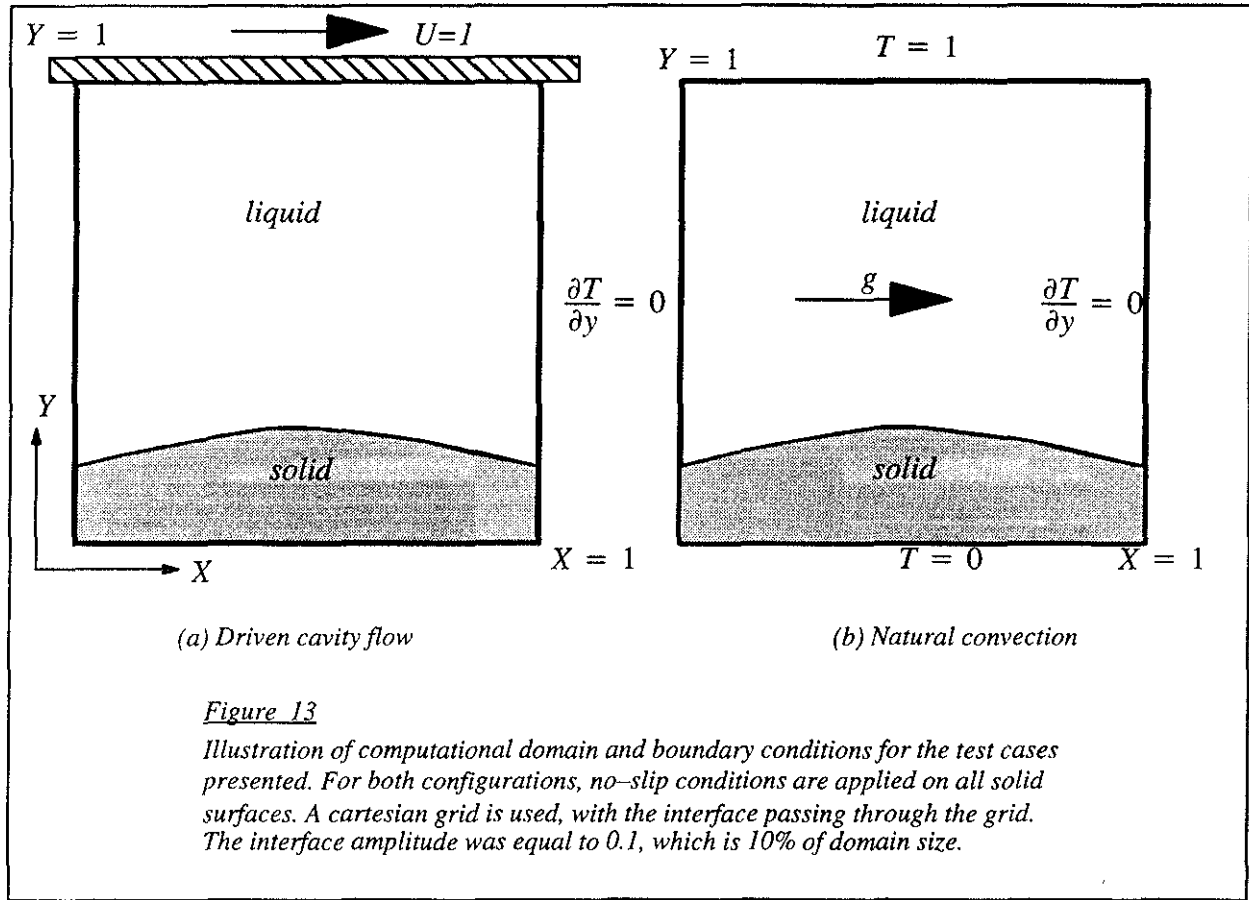 Y = 1
U=1
liquid
∂T/∂y = 0
Y
solid
X
X = 1
(a) Driven cavity flow
T = 1
Y = 1
liquid
g
∂T/∂y = 0
solid
T = 0
X = 1
(b) Natural convection
Figure 13
Illustration of computational domain and boundary conditions for the test cases
presented. For both configurations, no–slip conditions are applied on all solid
surfaces. A cartesian grid is used, with the interface passing through the grid.
The interface amplitude was equal to 0.1, which is 10% of domain size.